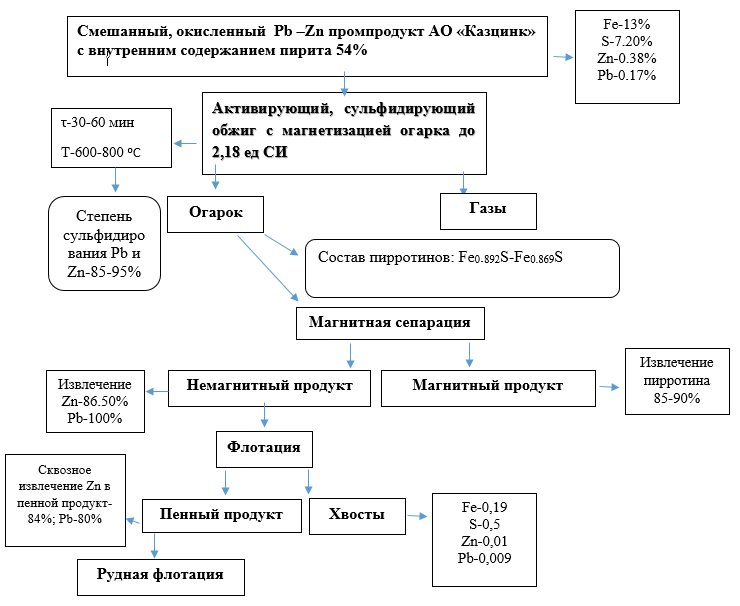 Смешанный, окисленный Pb –Zn промпродукт АО «Казцинк»
с внутренним содержанием пирита 54%
Fe-13%
S-7.20%
Zn-0.38%
Pb-0.17%
Активирующий, сульфидирующий
обжиг с магнетизацией огарка до
2,18 ед СИ
τ-30-60 мин
Т-600-800 ºС
Степень
сульфидиро
вания Pb и
Zn-85-95%
Огарок
Газы
Состав пирротинов: Fe0-892S-Fe0.869S
Магнитная сепарация
Извлечение
Zn-86.50%
Pb-100%
Немагнитный продукт
Магнитный продукт
Извлечение
пирротина
85-90%
Флотация
Сквозное
извлечение Zn в
пенной продукт-
84%; Pb-80%
Пенный продукт
Хвосты
Fe-0,19
S-0,5
Zn-0,01
Pb-0,009
Рудная флотация